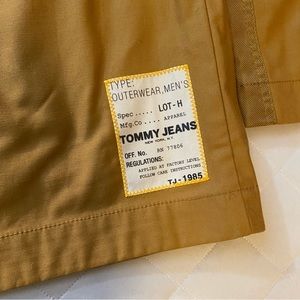 TYPE:
OUTERWEAR, MEN'S
Spec ..... LOT-H
Mfg.Co .... APPAREL
TOMMY JEANS
NEW YORK, N.Y.
OFF. No. RN 77806
REGULATIONS:
APPLIED AT FACTORY LEVEL
FOLLOW CARE INSTRUCTIONS
TJ-1985